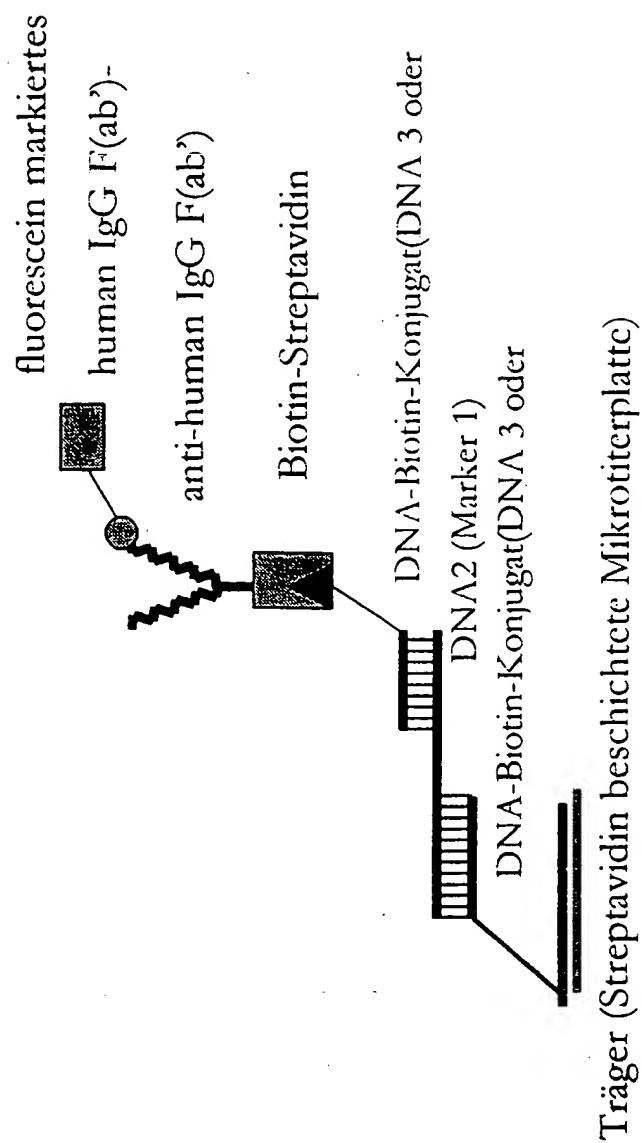 fluorescein markiertes
human IgG F(ab')-
anti-human IgG F(ab')
Biotin-Streptavidin
DNA-Biotin-Konjugat(DNA 3 oder
DNA2 (Marker 1)
DNA-Biotin-Konjugat(DNA 3 oder
Träger (Streptavidin beschichtete Mikrotiterplatte)